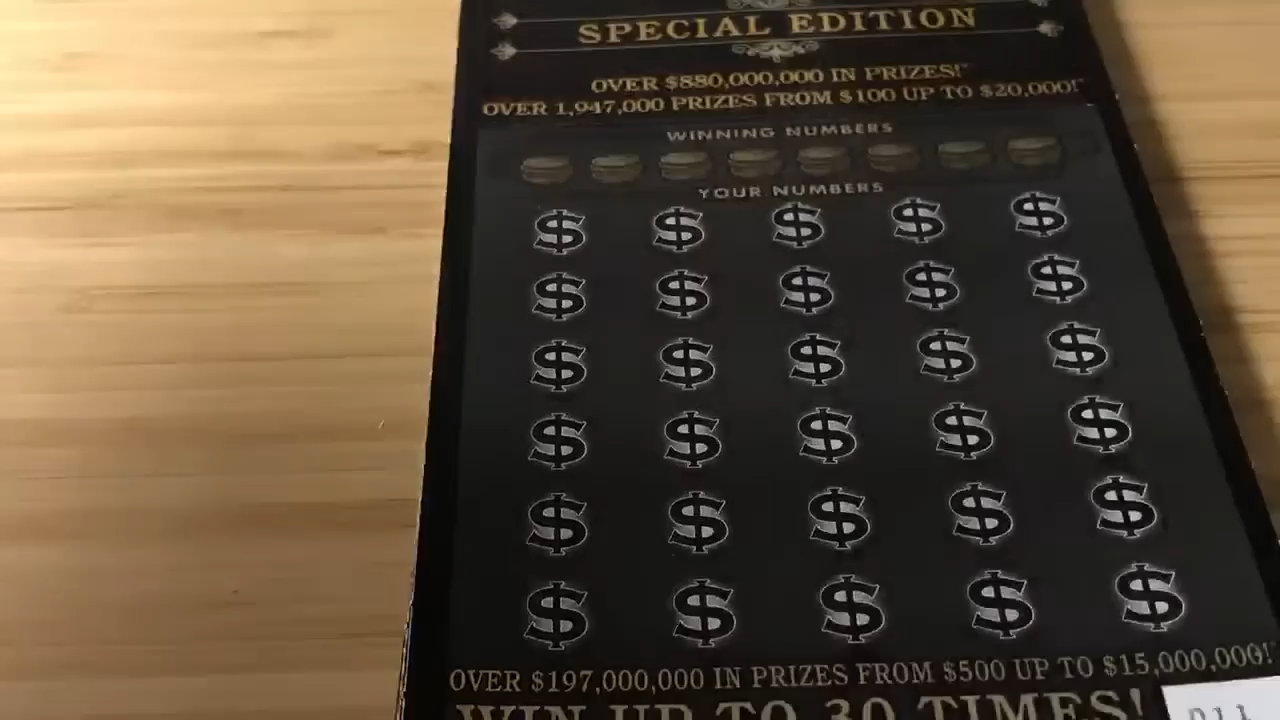 SPECIAL EDITION
OVER $880,000,000 IN PRIZES!
OVER 1,947,000 PRIZES FROM $100 UP TO $20,000!
WINNING NUMBERS
YOUR NUMBERS
$ $ $ $ $
$ $ $ $ $
$ $ $ $ $
$ $ $ $ $
$ $ $ $ $
$ $ $ $ $
OVER $197,000,000 IN PRIZES FROM $500 UP TO $15,000,000!
WIN UP TO 30 TIMES!